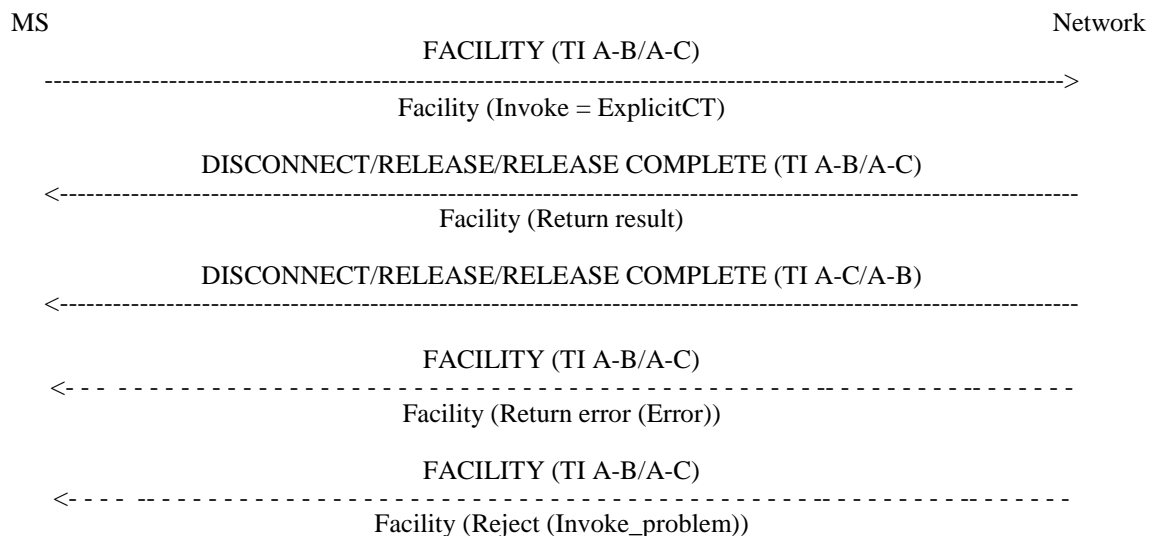 MS Network
FACILITY (TI A-B/A-C)
Facility (Invoke = ExplicitCT)
DISCONNECT/RELEASE/RELEASE COMPLETE (TI A-B/A-C)
Facility (Return result)
DISCONNECT/RELEASE/RELEASE COMPLETE (TI A-C/A-B)
FACILITY (TI A-B/A-C)
Facility (Return error (Error))
FACILITY (TI A-B/A-C)
Facility (Reject (Invoke_problem))